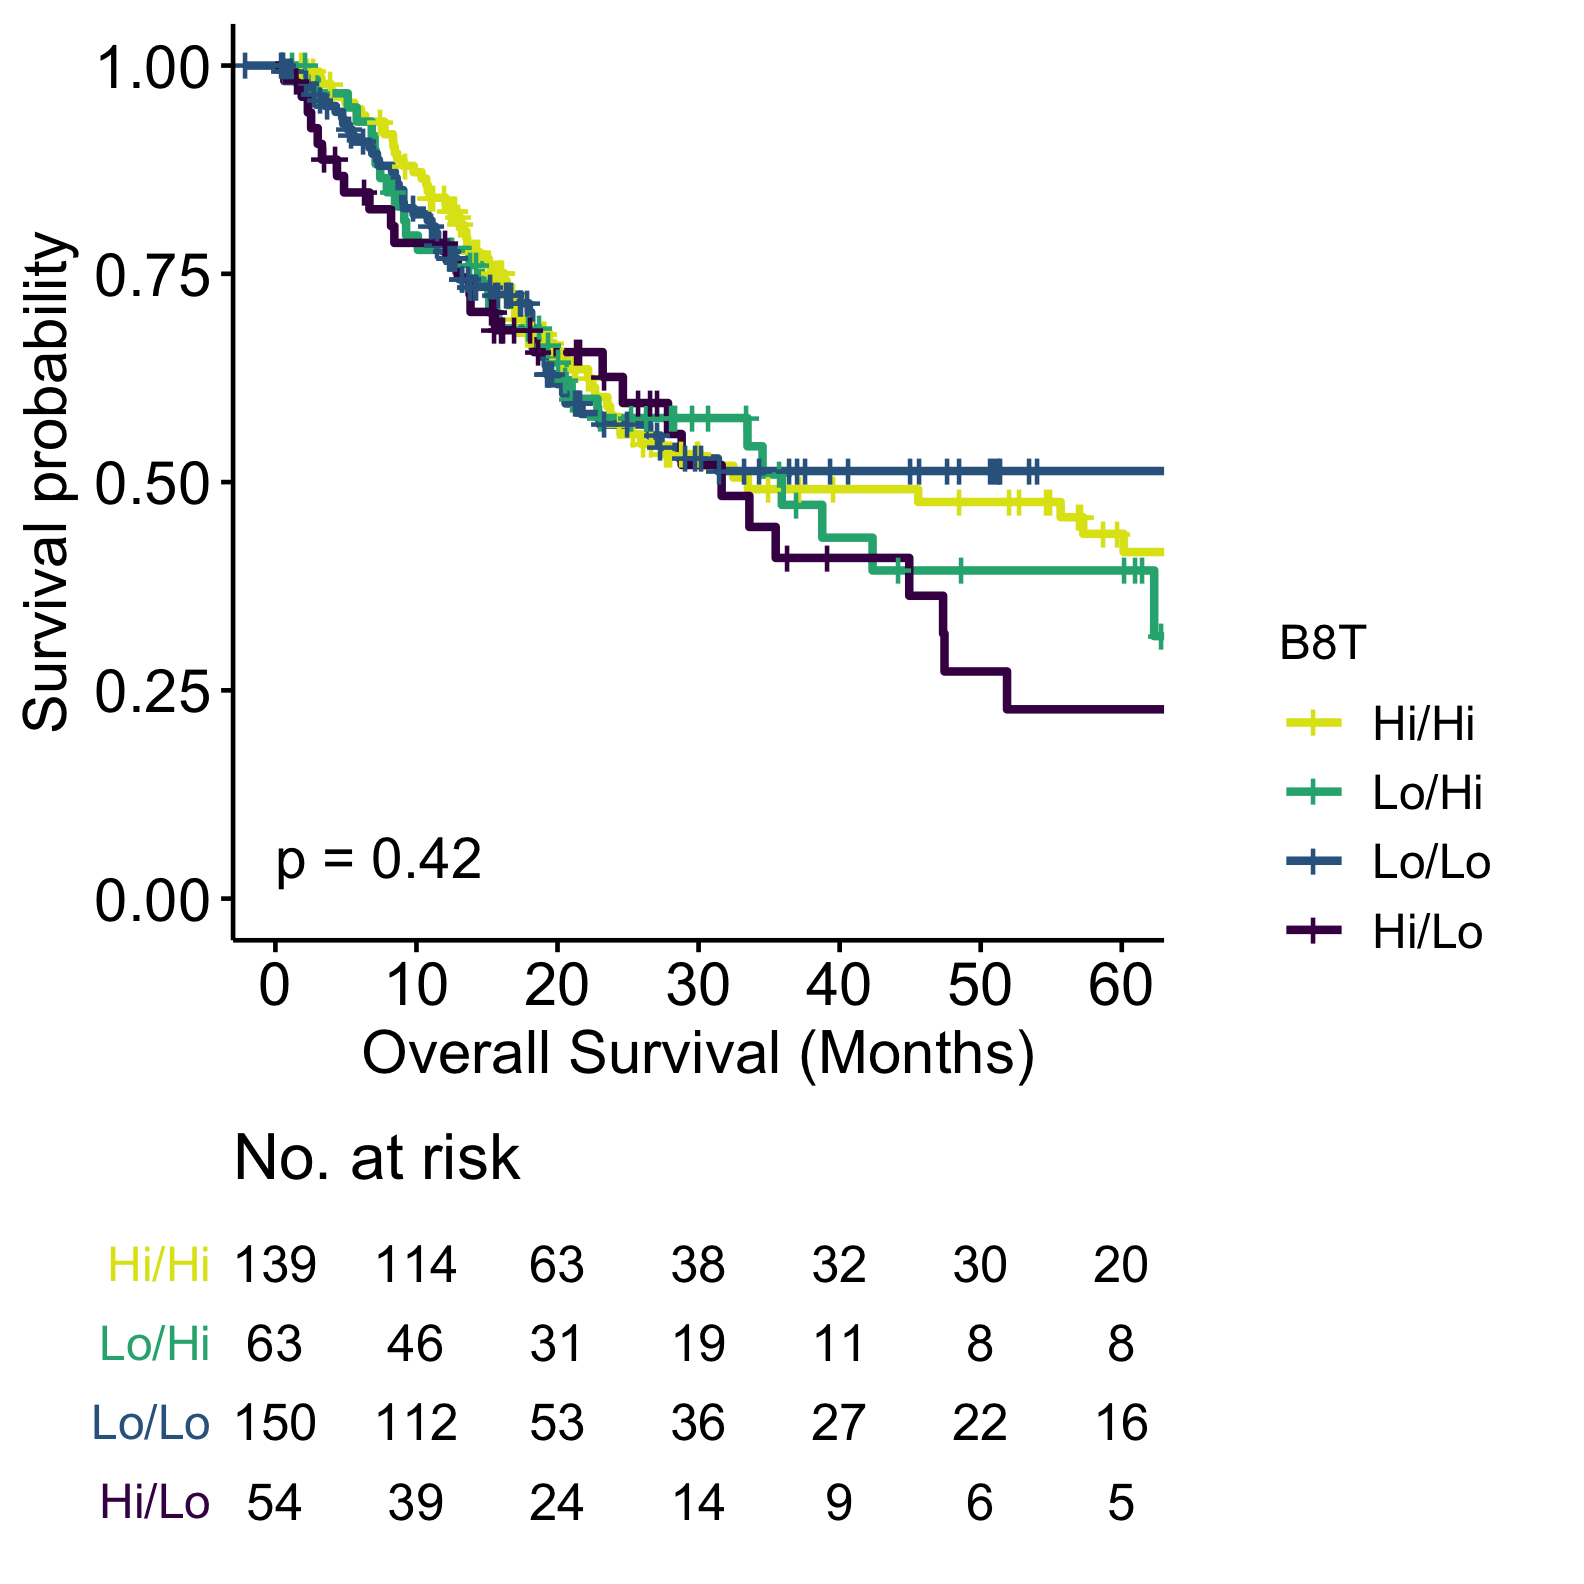 1.00
0.75
0.50
0.25
0.00
Survival probability
p = 0.42
0 10 20 30 40 50 60
Overall Survival (Months)
B8T
Hi/Hi
Lo/Hi
Lo/Lo
Hi/Lo
No. at risk
Hi/Hi 139 114 63 38 32 30 20
Lo/Hi 63 46 31 19 11 8 8
Lo/Lo 150 112 53 36 27 22 16
Hi/Lo 54 39 24 14 9 6 5